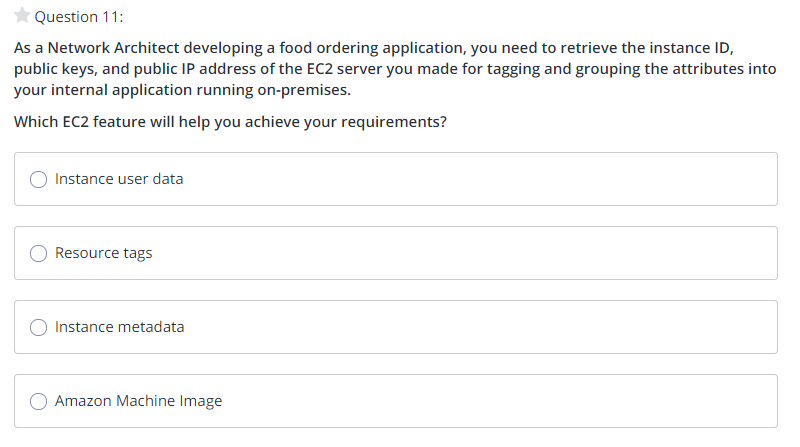 Question 11:
As a Network Architect developing a food ordering application, you need to retrieve the instance ID,
public keys, and public IP address of the EC2 server you made for tagging and grouping the attributes into
your internal application running on-premises.
Which EC2 feature will help you achieve your requirements?
Instance user data
Resource tags
Instance metadata
Amazon Machine Image